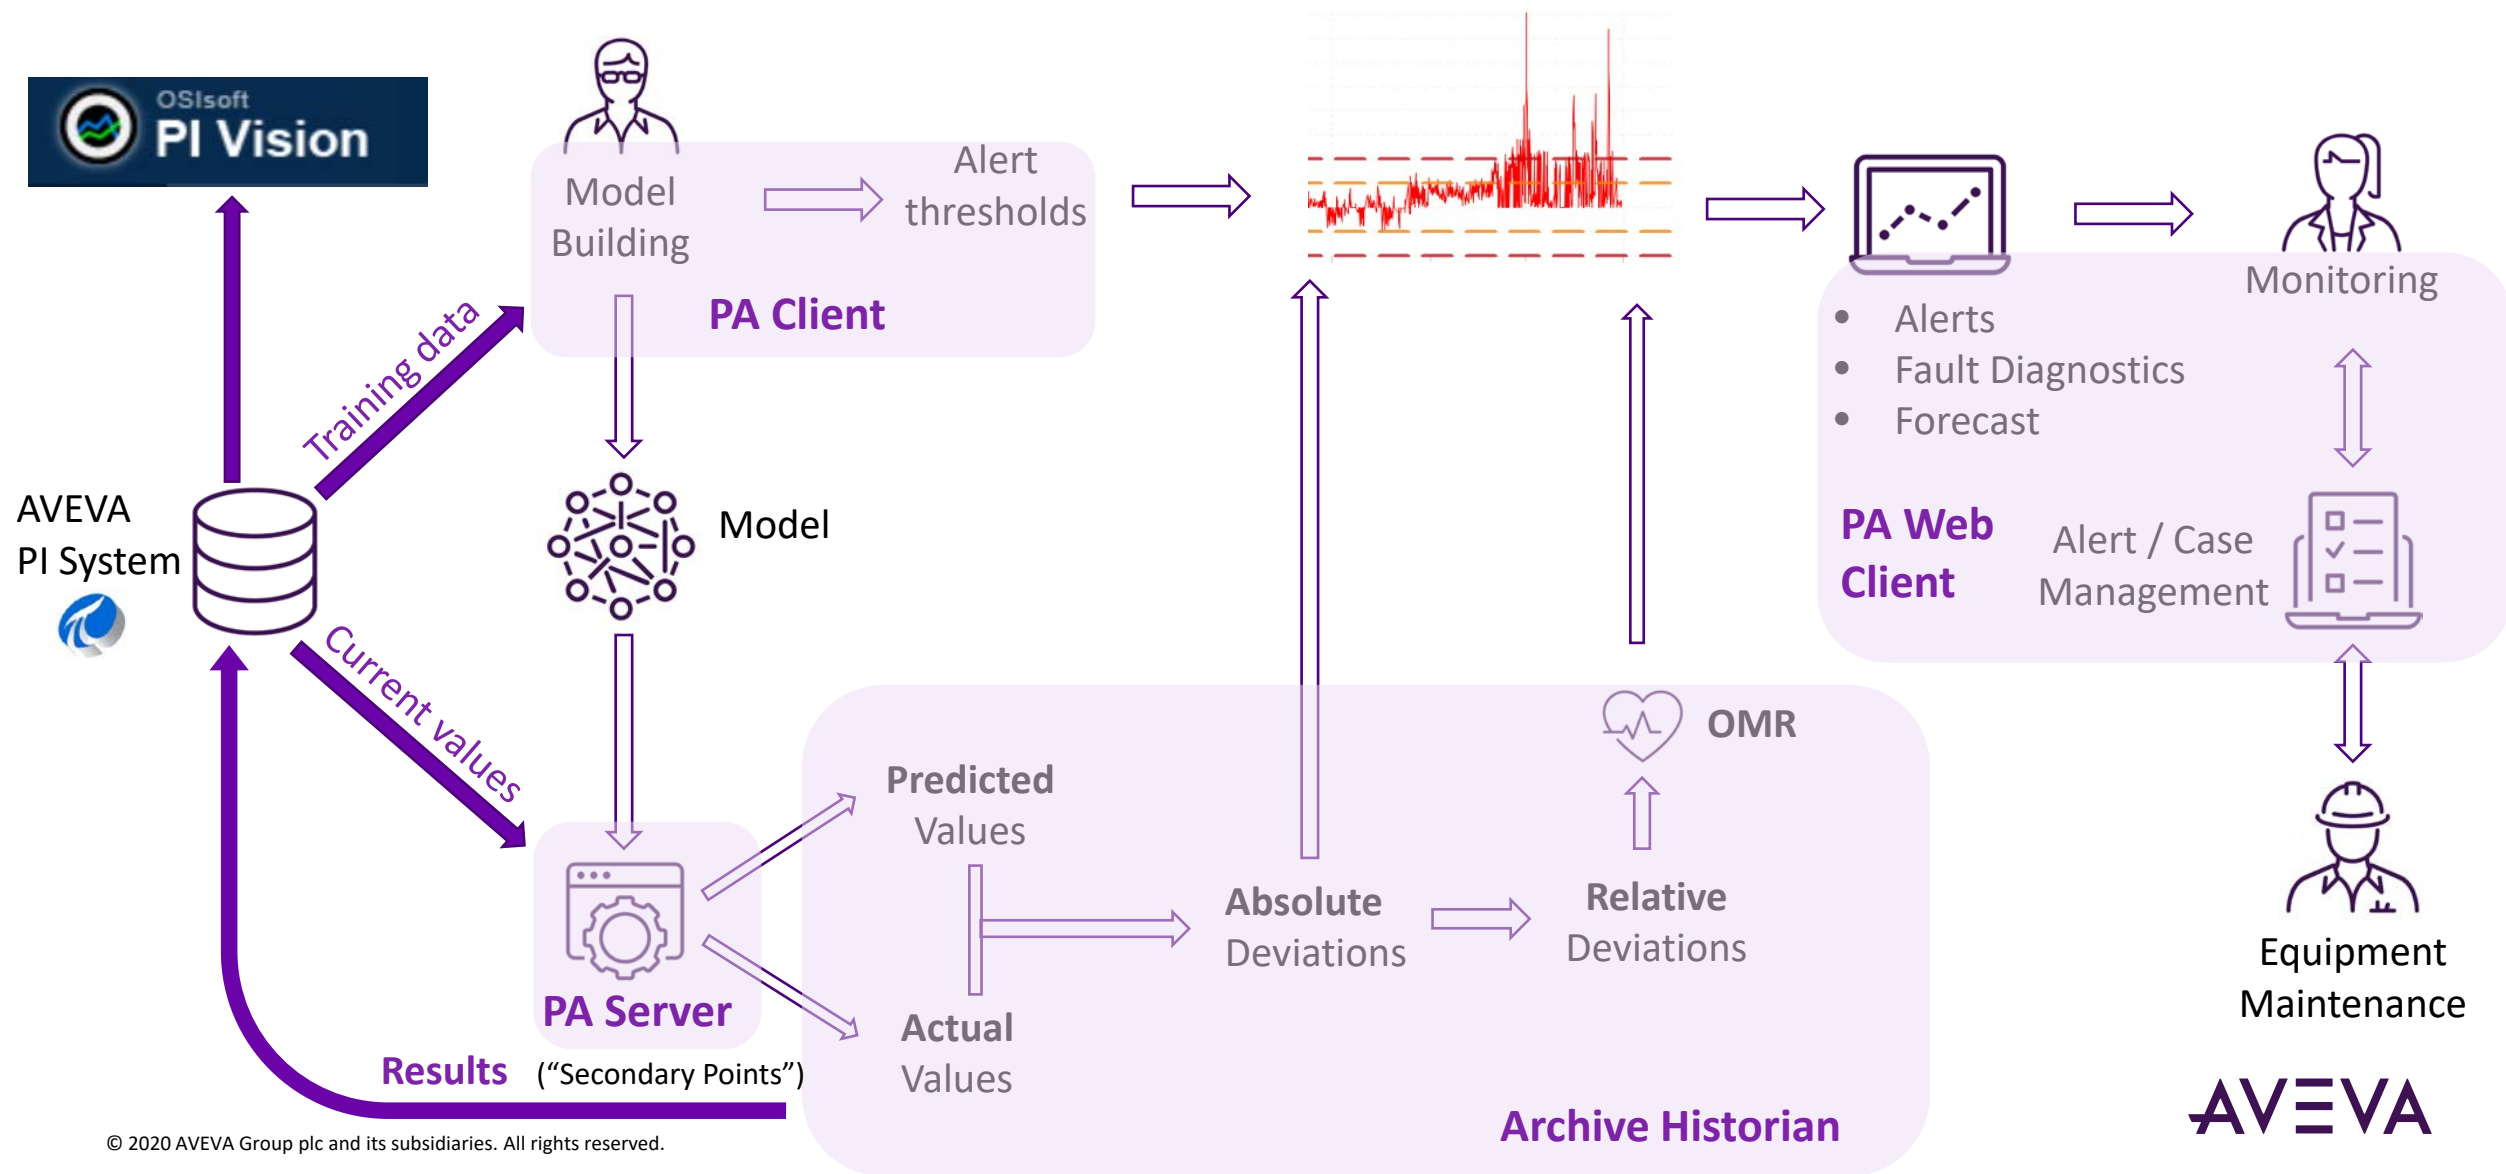 OSIsoft
PI Vision
Model
Building
Alert
thresholds
PA Client
Training data
AVEVA
PI System
Model
Current values
PA Server
Results ("Secondary Points")
Predicted
Values
Actual
Values
Absolute
Deviations
Relative
Deviations
OMR
Archive Historian
Monitoring
• Alerts
• Fault Diagnostics
• Forecast
PA Web
Client
Alert / Case
Management
Equipment
Maintenance
AVEVA
© 2020 AVEVA Group plc and its subsidiaries. All rights reserved.